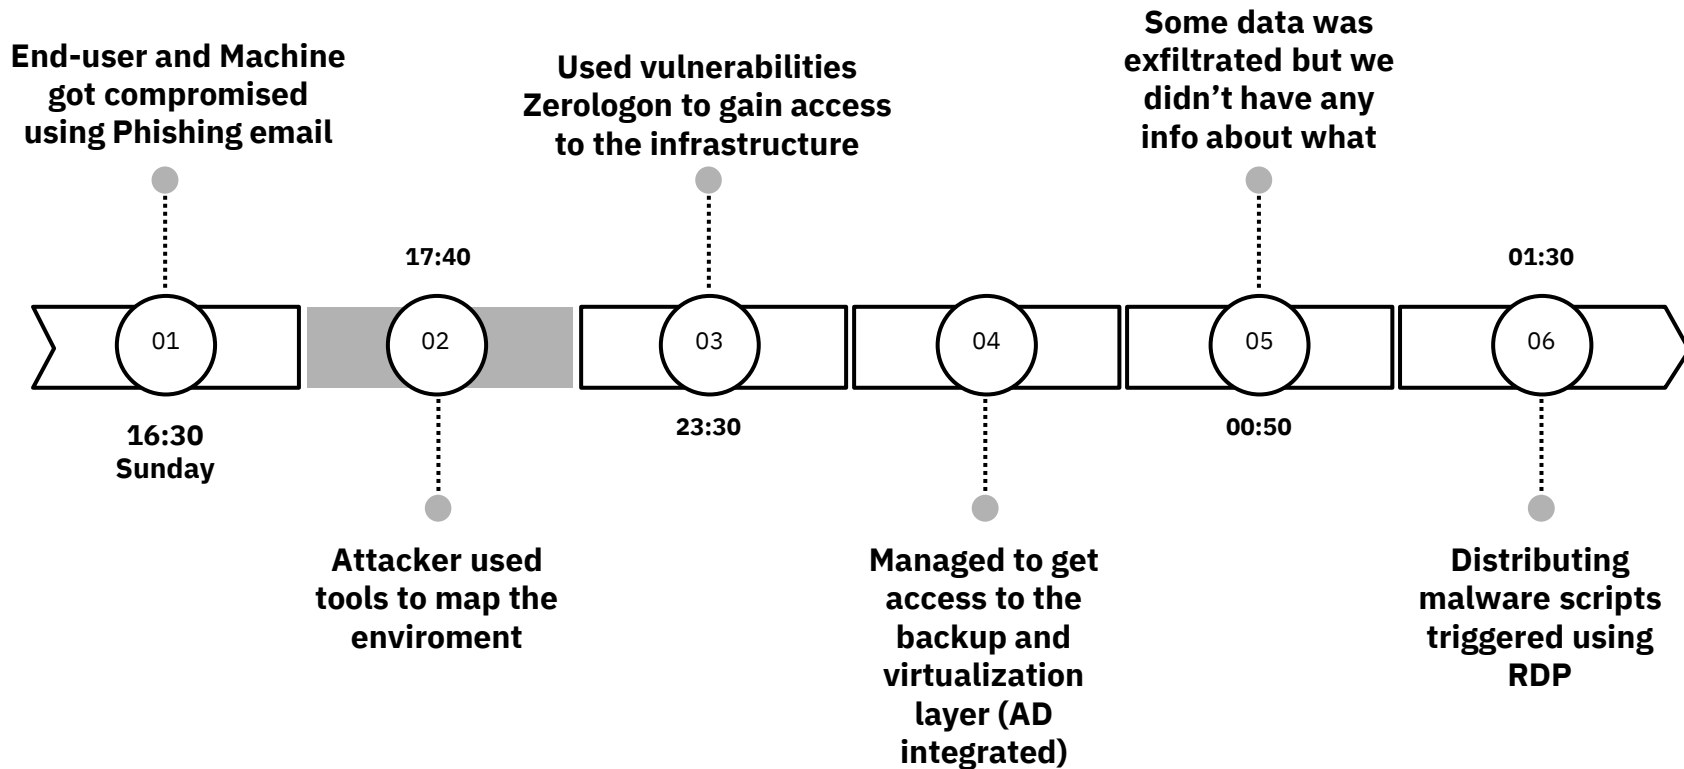 End-user and Machine
got compromised
using Phishing email
01
16:30
Sunday
17:40
02
Attacker used
tools to map the
enviroment
Used vulnerabilities
Zerologon to gain access
to the infrastructure
03
23:30
04
Managed to get
access to the
backup and
virtualization
layer (AD
integrated)
Some data was
exfiltrated but we
didn’t have any
info about what
05
00:50
01:30
06
Distributing
malware scripts
triggered using
RDP